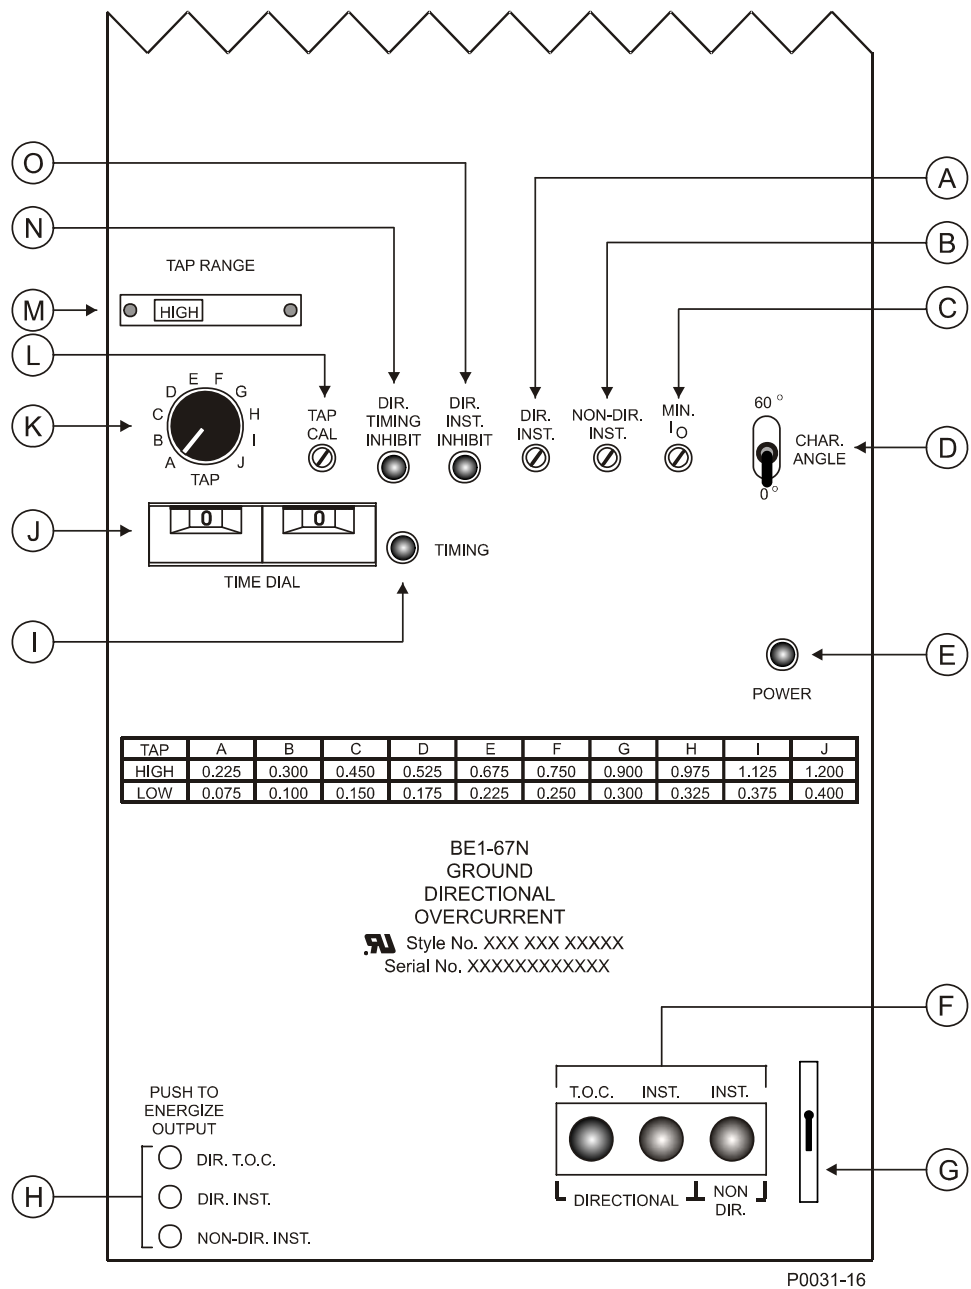 O
A
N
B
TAP RANGE
M
HIGH
C
L
E F
D G
C H
B I
A J
TAP
K
TAP
CAL
DIR.
TIMING
INHIBIT
DIR.
INST.
INHIBIT
DIR.
INST.
NON-DIR.
INST.
MIN.
IO
60 °
0°
CHAR.
ANGLE
D
J
0 0
TIMING
TIME DIAL
I
E
POWER
TAP A B C D E F G H I J
HIGH 0.225 0.300 0.450 0.525 0.675 0.750 0.900 0.975 1.125 1.200
LOW 0.075 0.100 0.150 0.175 0.225 0.250 0.300 0.325 0.375 0.400
BE1-67N
GROUND
DIRECTIONAL
OVERCURRENT
Style No. XXX XXX XXXXX
Serial No. XXXXXXXXXXXX
F
T.O.C. INST. INST.
DIRECTIONAL
NON
DIR.
G
PUSH TO
ENERGIZE
OUTPUT
DIR. T.O.C.
H
DIR. INST.
NON-DIR. INST.
P0031-16